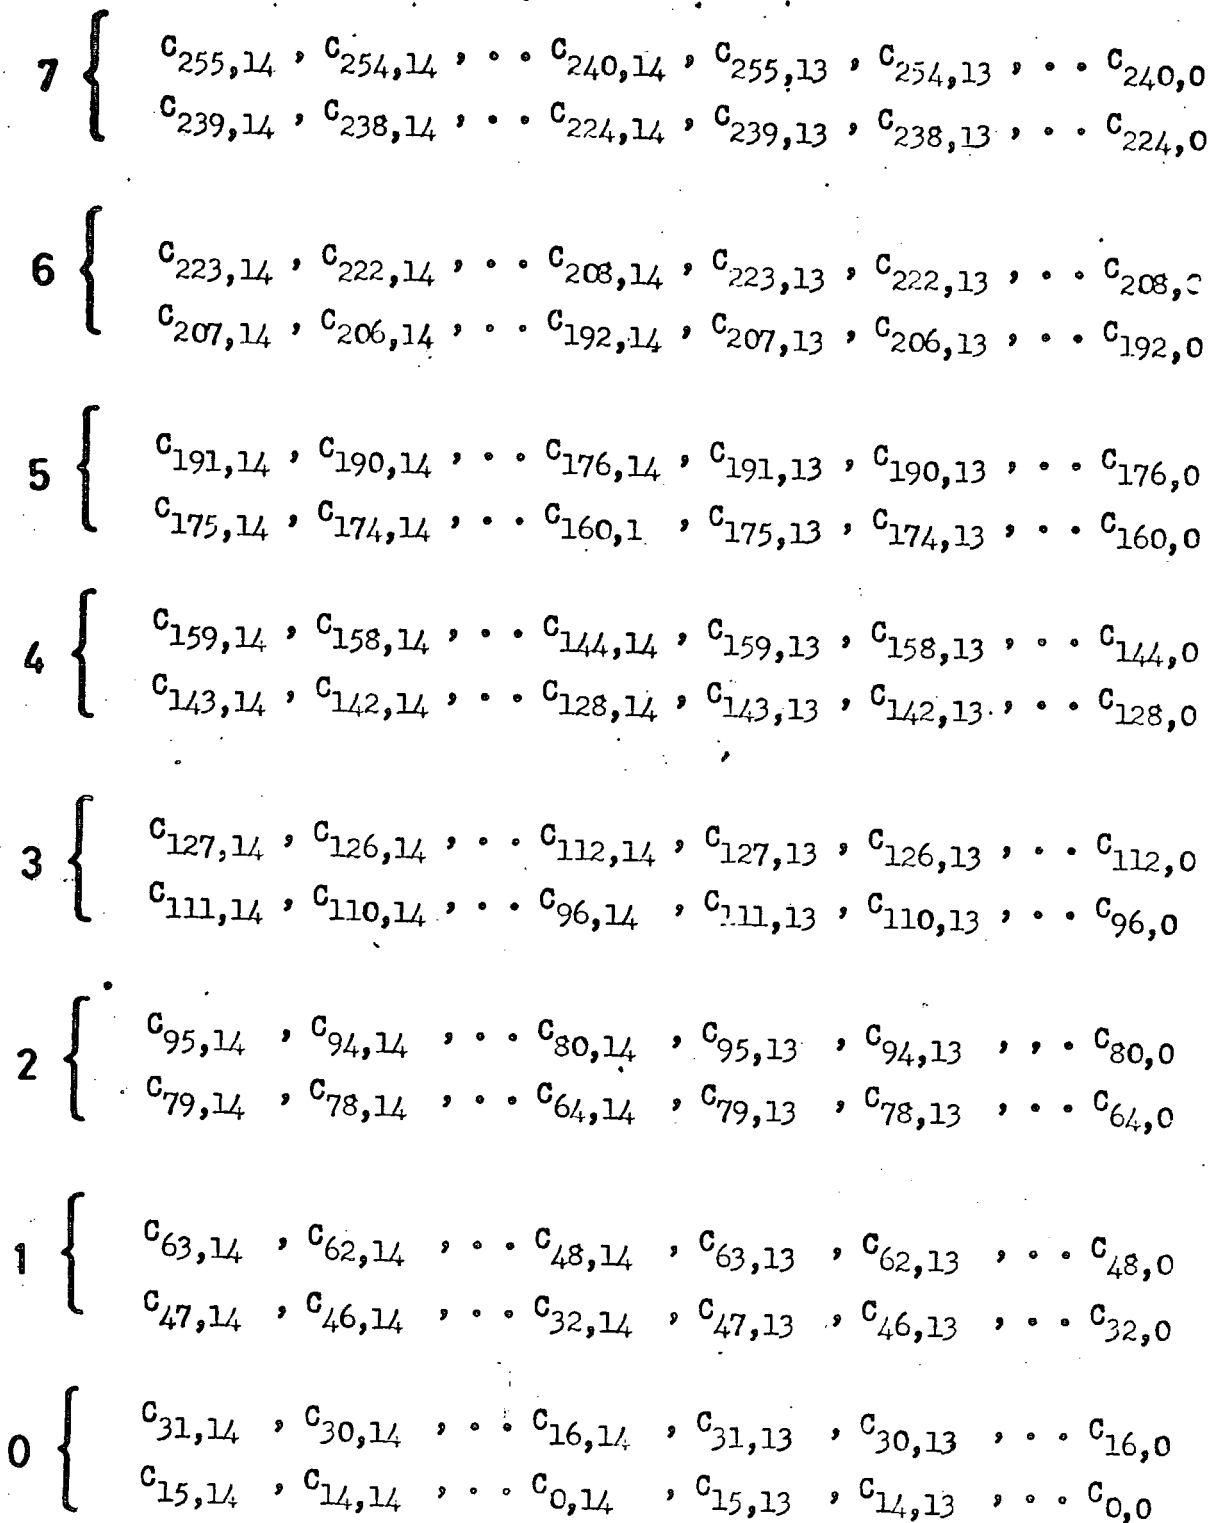 7 { C255,14 , C254,14 , . . C240,14 , C255,13 , C254,13 , . . C240,0
C239,14 , C238,14 , . . C224,14 , C239,13 , C238,13 , . . C224,0
6 { C223,14 , C222,14 , . . C208,14 , C223,13 , C222,13 , . . C208,
C207,14 , C206,14 , . . C192,14 , C207,13 , C206,13 , . . C192,0
5 { C191,14 , C190,14 , . . C176,14 , C191,13 , C190,13 , . . C176,0
C175,14 , C174,14 , . . C160,1 , C175,13 , C174,13 , . . C160,0
4 { C159,14 , C158,14 , . . C144,14 , C159,13 , C158,13 , . . C144,0
C143,14 , C142,14 , . . C128,14 , C143,13 , C142,13 , . . C128,0
3 { C127,14 , C126,14 , . . C112,14 , C127,13 , C126,13 , . . C112,0
C111,14 , C110,14 , . . C96,14 , C111,13 , C110,13 , . . C96,0
2 { C95,14 , C94,14 , . . C80,14 , C95,13 , C94,13 , , . C80,0
C79,14 , C78,14 , . . C64,14 , C79,13 , C78,13 , . . C64,0
1 { C63,14 , C62,14 , . . C48,14 , C63,13 , C62,13 , . . C48,0
C47,14 , C46,14 , . . C32,14 , C47,13 , C46,13 , . . C32,0
0 { C31,14 , C30,14 , . . C16,14 , C31,13 , C30,13 , . . C16,0
C15,14 , C14,14 , . . C0,14 , C15,13 , C14,13 , . . C0,0